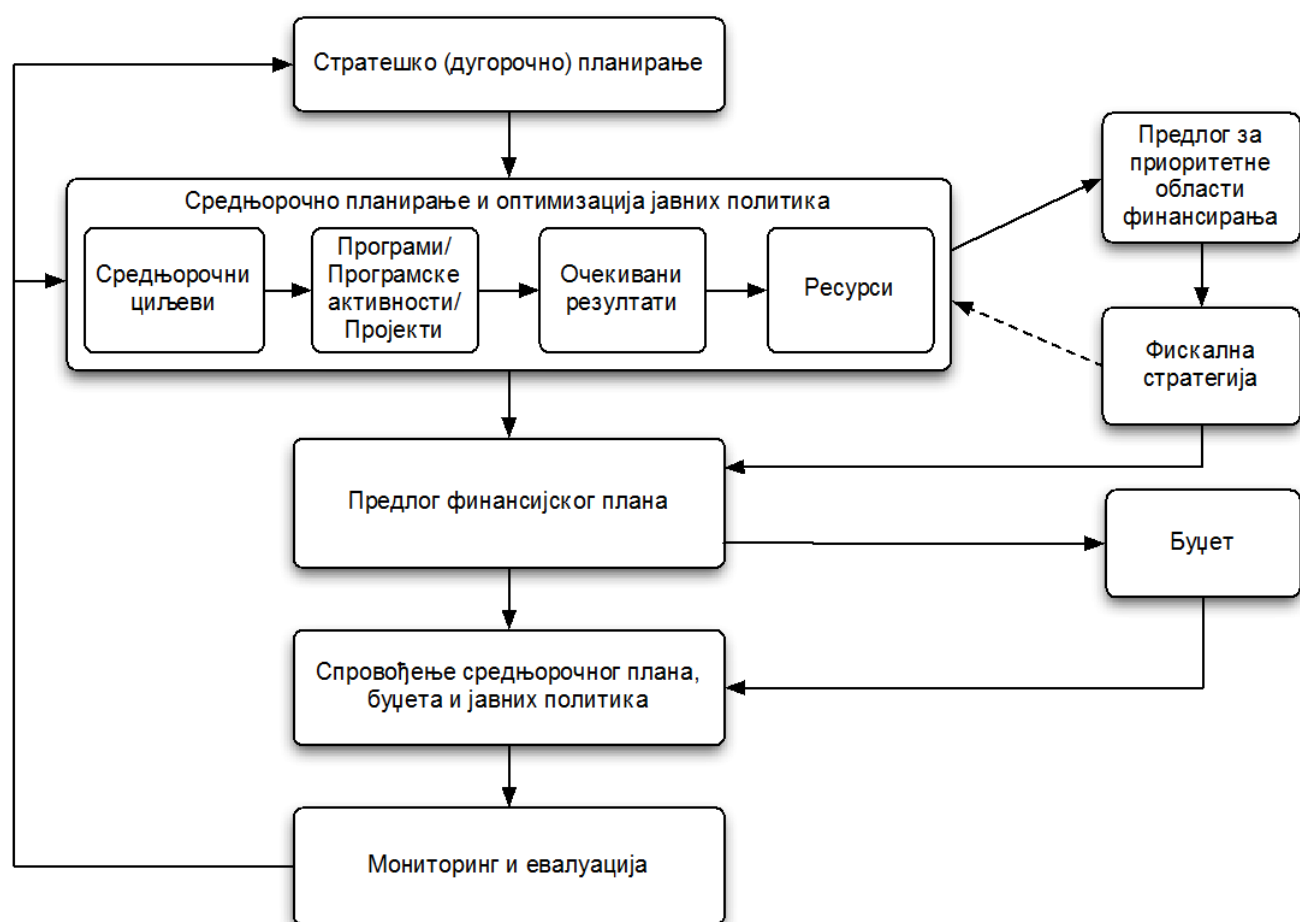 Стратешко (дугорочно) планирање
Предлог за
приоритетне
области
финансирања
Средњорочно планирање и оптимизација јавних политика
Средњорочни
циљеви
Програми/
Програмске
активности/
Пројекти
Очекивани
резултати
Ресурси
Фискална
стратегија
Предлог финансијског плана
Буџет
Спровођење средњорочног плана,
буџета и јавних политика
Мониторинг и евалуација